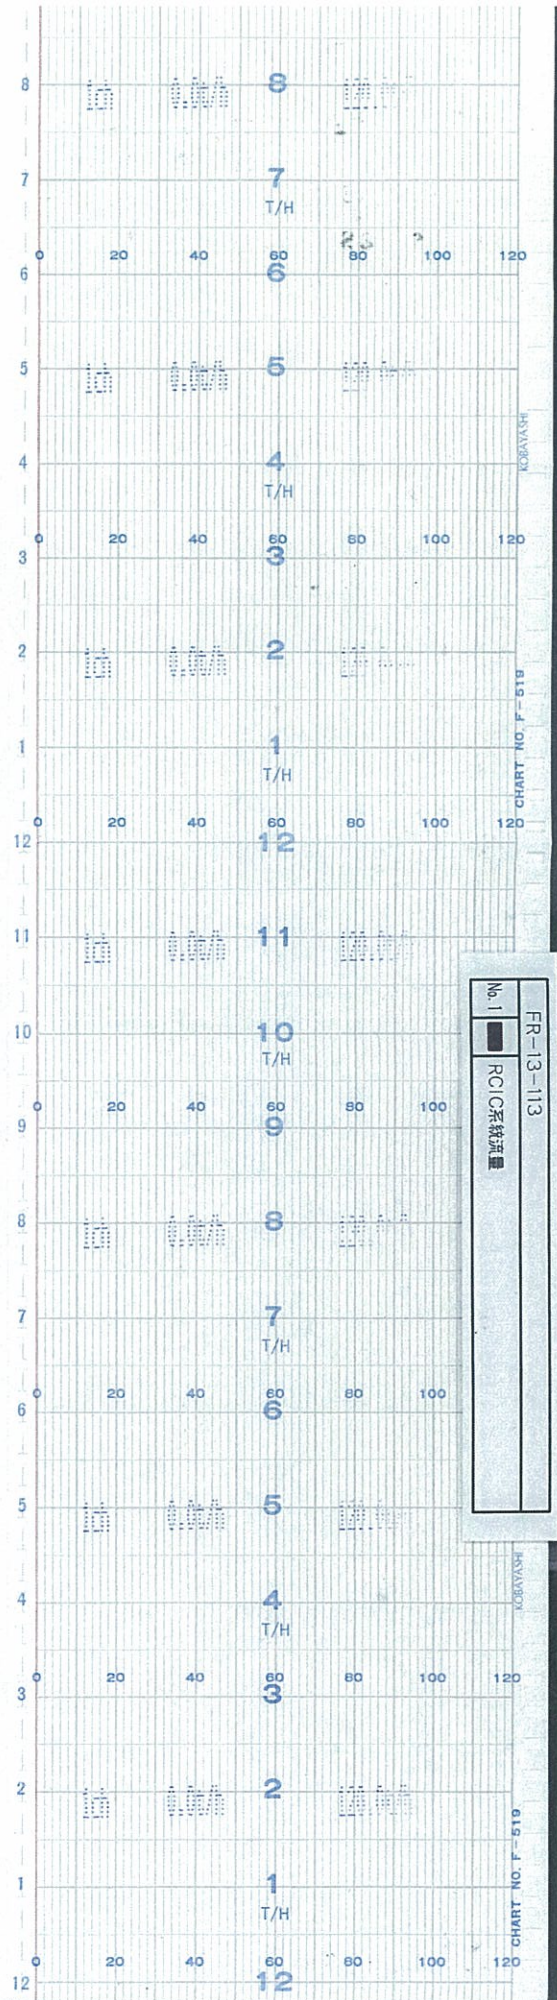 8 8
7 7
T/H
0 20 40 60 80 100 120
6 6
5 5
KOBAYASHI
4 4
T/H
0 20 40 60 80 100 120
3 3
2 2
CHART NO. F-519
1 1
T/H
0 20 40 60 80 100 120
12 12
11 11
FR-13-113
No. 1 RCIC系統流量
10 10
T/H
0 20 40 60 80 100
9 9
8 8
7 7
T/H
0 20 40 60 80 100
6 6
5 5
KOBAYASHI
4 4
T/H
0 20 40 60 80 100 120
3 3
2 2
CHART NO. F-519
1 1
T/H
0 20 40 60 80 100 120
12 12